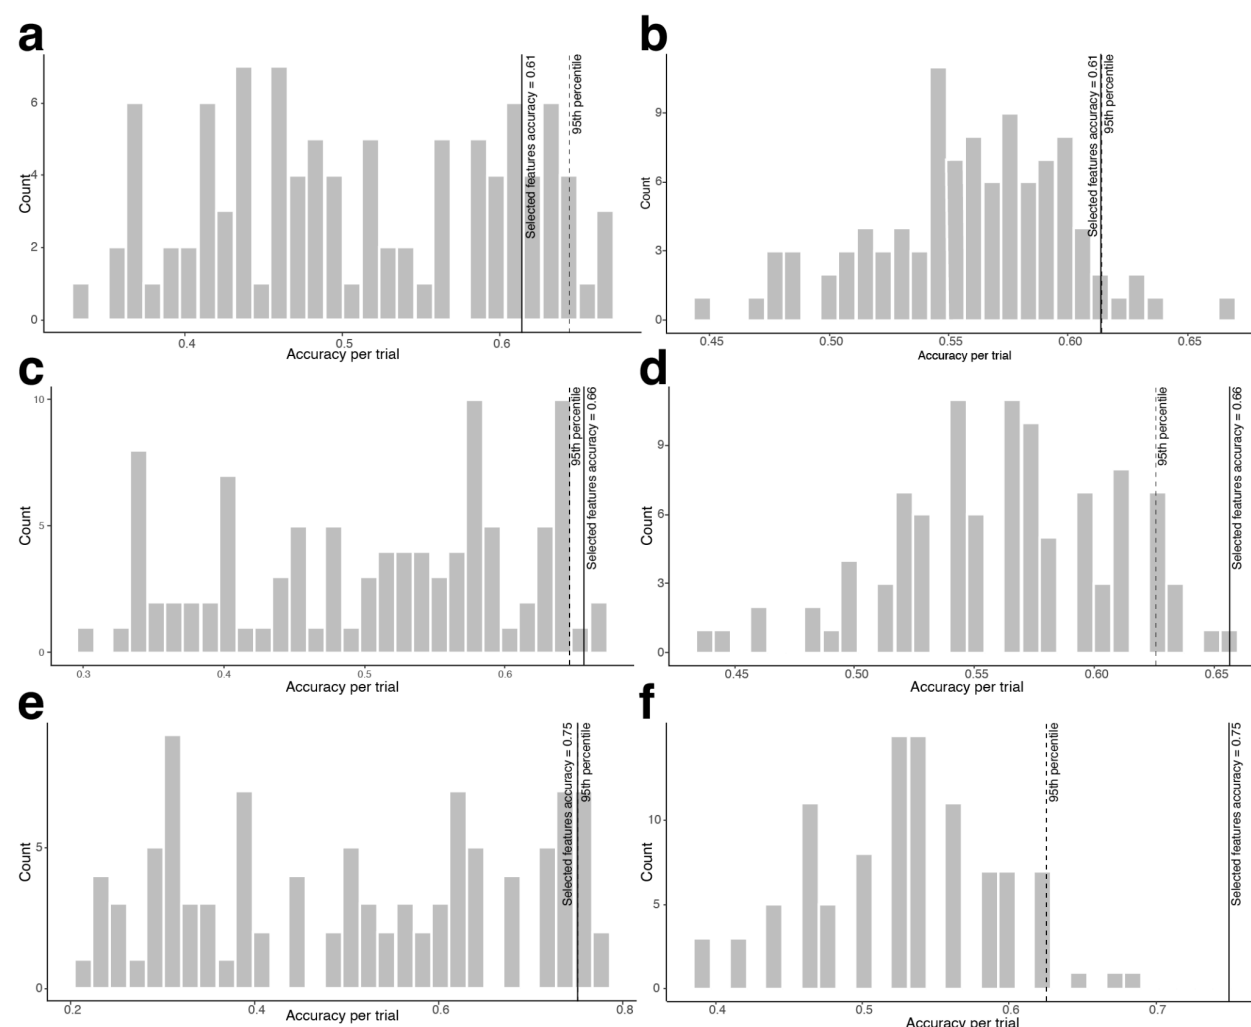 a
Count
6
4
2
0
0.4
0.5
0.6
Accuracy per trial
Selected features accuracy = 0.61
95th percentile
b
Count
9
6
3
0
0.45
0.50
0.55
0.60
0.65
Accuracy per trial
Selected features accuracy = 0.61
95th percentile
c
Count
10
5
0
0.3
0.4
0.5
0.6
Accuracy per trial
95th percentile
Selected features accuracy = 0.66
d
Count
9
6
3
0
0.45
0.50
0.55
0.60
0.65
Accuracy per trial
95th percentile
Selected features accuracy = 0.66
e
Count
5
0
0.2
0.4
0.6
0.8
Accuracy per trial
Selected features accuracy = 0.75
95th percentile
f
Count
10
5
0
0.4
0.5
0.6
0.7
Accuracy per trial
95th percentile
Selected features accuracy = 0.75